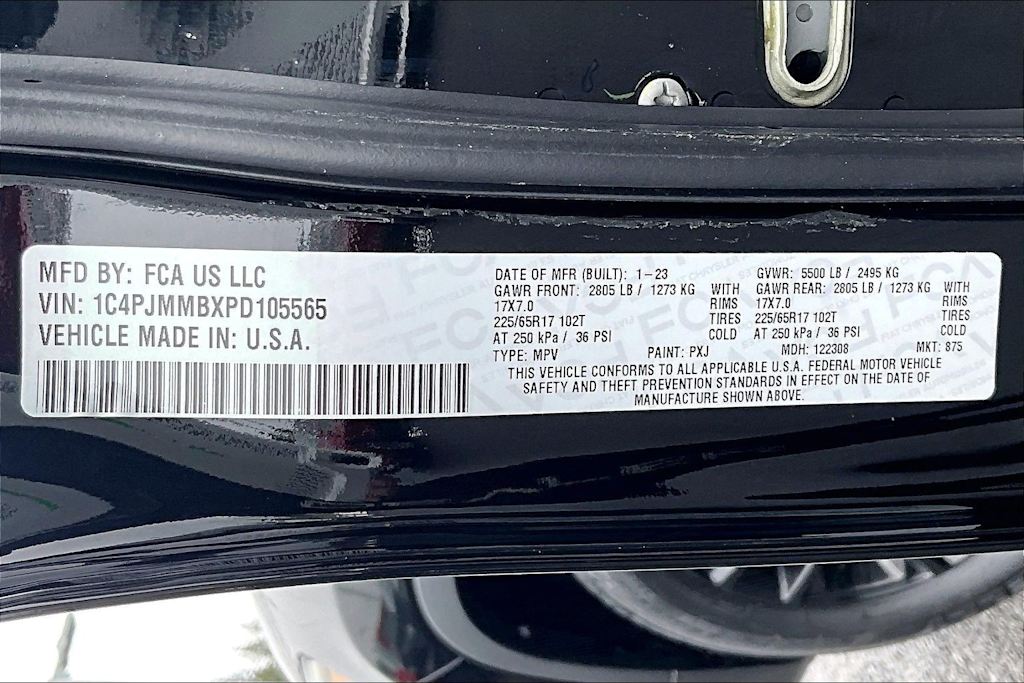 MFD BY: FCA US LLC
VIN: 1C4PJMMBXPD105565
VEHICLE MADE IN: U.S.A.
DATE OF MFR (BUILT): 1-23 GVWR: 5500 LB / 2495 KG
GAWR FRONT: 2805 LB / 1273 KG WITH GAWR REAR: 2805 LB / 1273 KG WITH
17X7.0 RIMS 17X7.0 RIMS
225/65R17 102T TIRES 225/65R17 102T TIRES
AT 250 kPa / 36 PSI COLD AT 250 kPa / 36 PSI COLD
TYPE: MPV PAINT: PXJ MDH: 122308 MKT: 875
THIS VEHICLE CONFORMS TO ALL APPLICABLE U.S.A. FEDERAL MOTOR VEHICLE
SAFETY AND THEFT PREVENTION STANDARDS IN EFFECT ON THE DATE OF
MANUFACTURE SHOWN ABOVE.